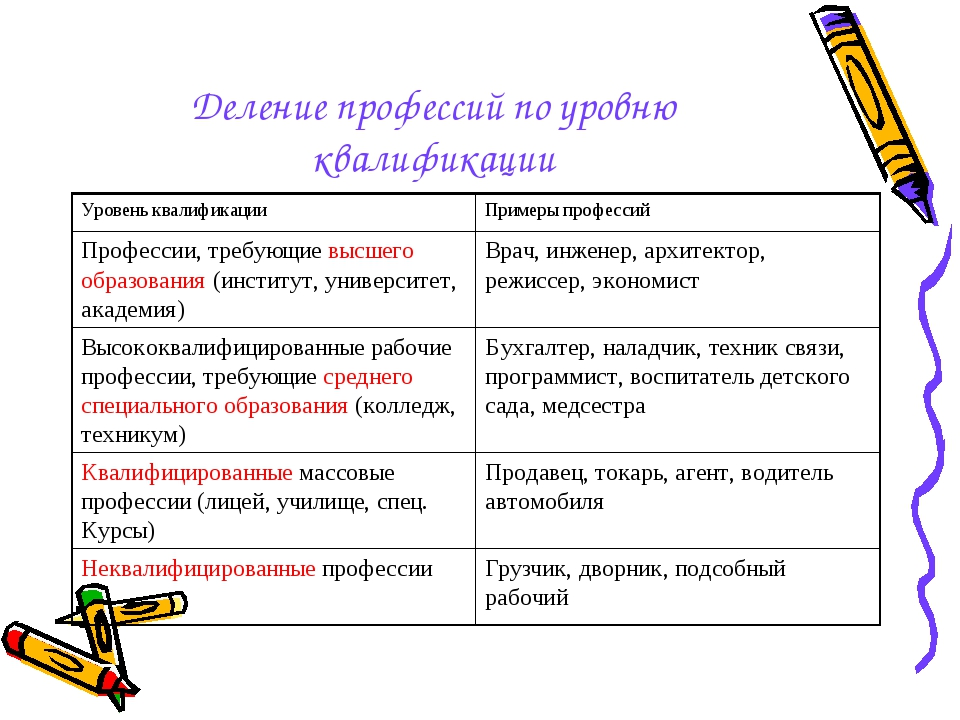 Деление профессий по уровню
квалификации
Уровень квалификации
Примеры профессий
Профессии, требующие высшего
образования (институт, университет,
академия)
Врач, инженер, архитектор,
режиссер, экономист
Высококвалифицированные рабочие
профессии, требующие среднего
специального образования (колледж,
техникум)
Бухгалтер, наладчик, техник связи,
программист, воспитатель детского
сада, медсестра
Квалифицированные массовые
профессии (лицей, училище, спец.
Курсы)
Продавец, токарь, агент, водитель
автомобиля
Неквалифицированные профессии
Грузчик, дворник, подсобный
рабочий